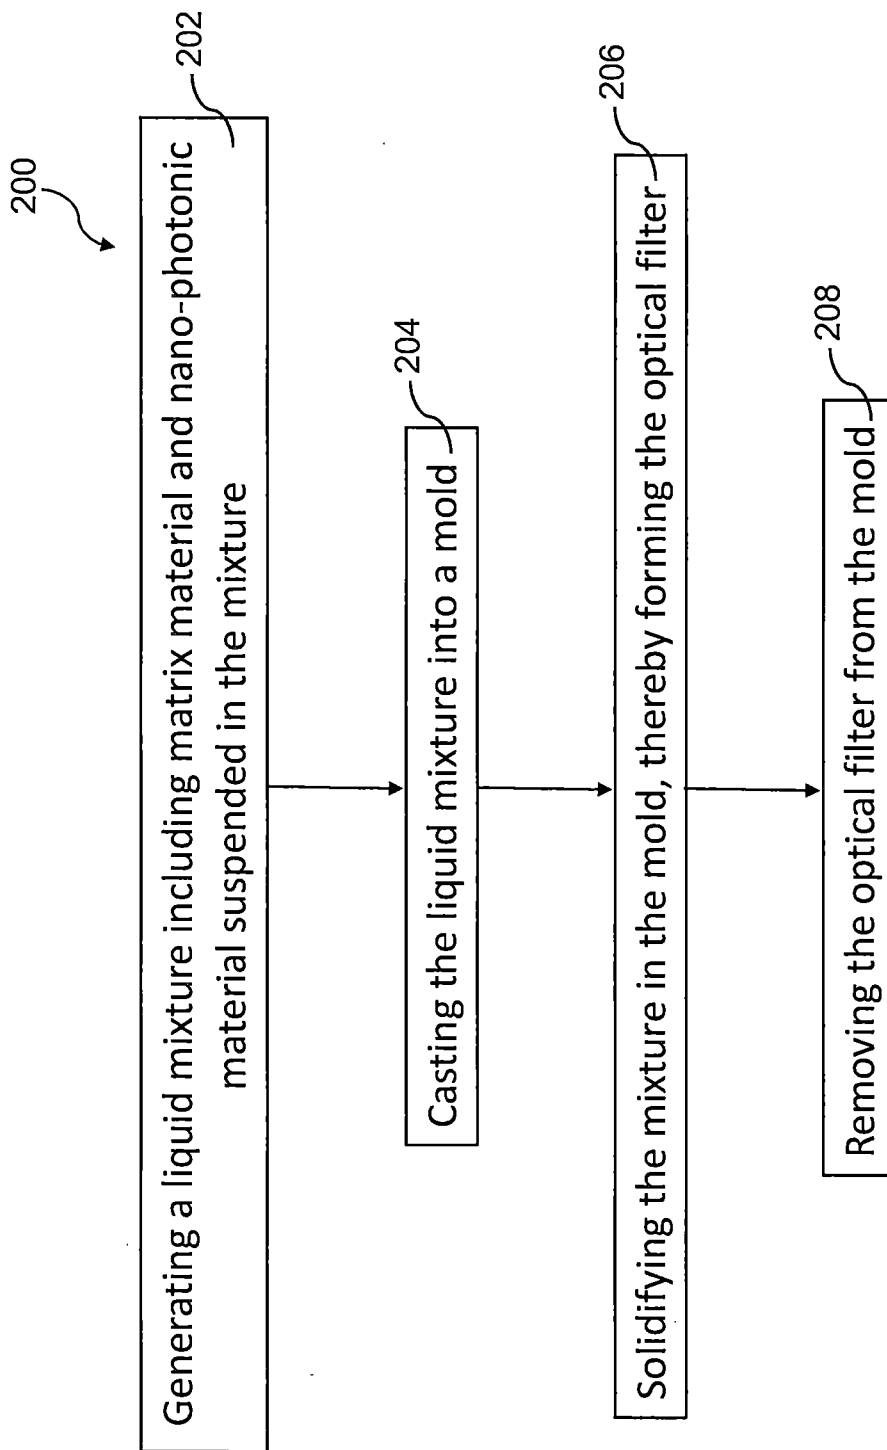 200
Generating a liquid mixture including matrix material and nano-photonic
material suspended in the mixture
202
Casting the liquid mixture into a mold
204
Solidifying the mixture in the mold, thereby forming the optical filter
206
Removing the optical filter from the mold
208